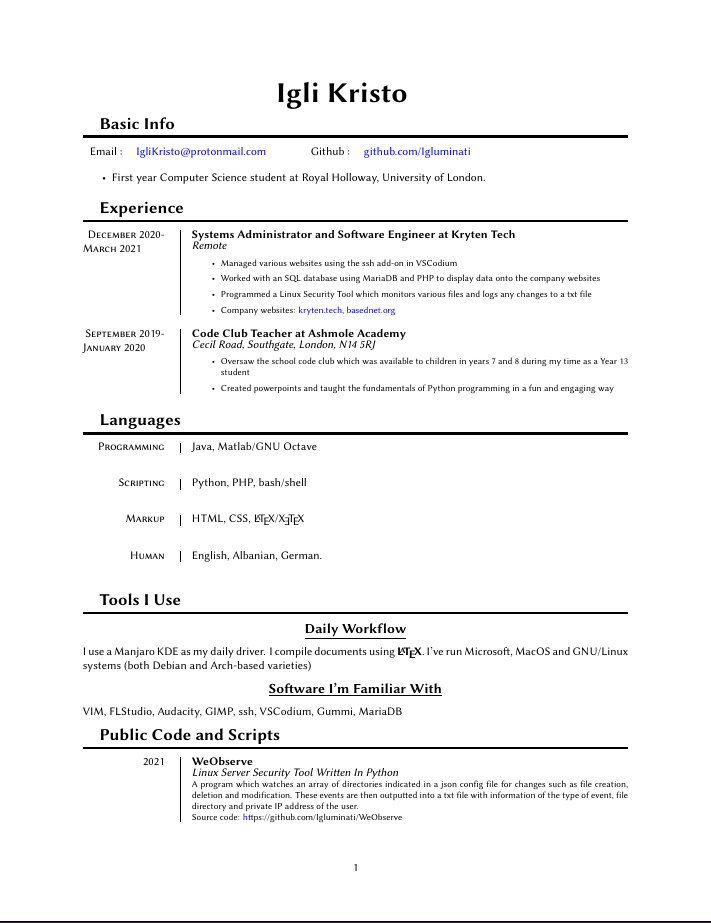 Igli Kristo
Basic Info
Email : IgliKristo@protonmail.com Github : github.com/Igluminati
• First year Computer Science student at Royal Holloway, University of London.
Experience
December 2020-
March 2021
Systems Administrator and Software Engineer at Kryten Tech
Remote
• Managed various websites using the ssh add-on in VSCodium
• Worked with an SQL database using MariaDB and PHP to display data onto the company websites
• Programmed a Linux Security Tool which monitors various files and logs any changes to a txt file
• Company websites: kryten.tech, basednet.org
September 2019-
January 2020
Code Club Teacher at Ashmole Academy
Cecil Road, Southgate, London, N14 5RJ
• Oversaw the school code club which was available to children in years 7 and 8 during my time as a Year 13
student
• Created powerpoints and taught the fundamentals of Python programming in a fun and engaging way
Languages
Programming Java, Matlab/GNU Octave
Scripting Python, PHP, bash/shell
Markup HTML, CSS, LATEX/XƎTEX
Human English, Albanian, German.
Tools I Use
Daily Workflow
I use a Manjaro KDE as my daily driver. I compile documents using LATEX. I've run Microsoft, MacOS and GNU/Linux
systems (both Debian and Arch-based varieties)
Software I'm Familiar With
VIM, FLStudio, Audacity, GIMP, ssh, VSCodium, Gummi, MariaDB
Public Code and Scripts
2021 WeObserve
Linux Server Security Tool Written In Python
A program which watches an array of directories indicated in a json config file for changes such as file creation,
deletion and modification. These events are then outputted into a txt file with information of the type of event, file
directory and private IP address of the user.
Source code: https://github.com/Igluminati/WeObserve
1